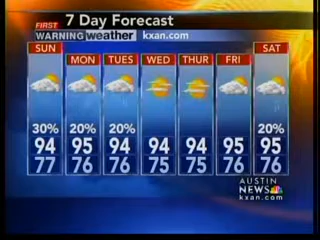 FIRST
7 Day Forecast
WARNING weather kxan.com
SUN MON TUES WED THUR FRI SAT
30% 20% 20% 20%
94 95 94 94 94 95 95
77 76 76 75 75 76 76
AUSTIN
NEWS
kxan.com